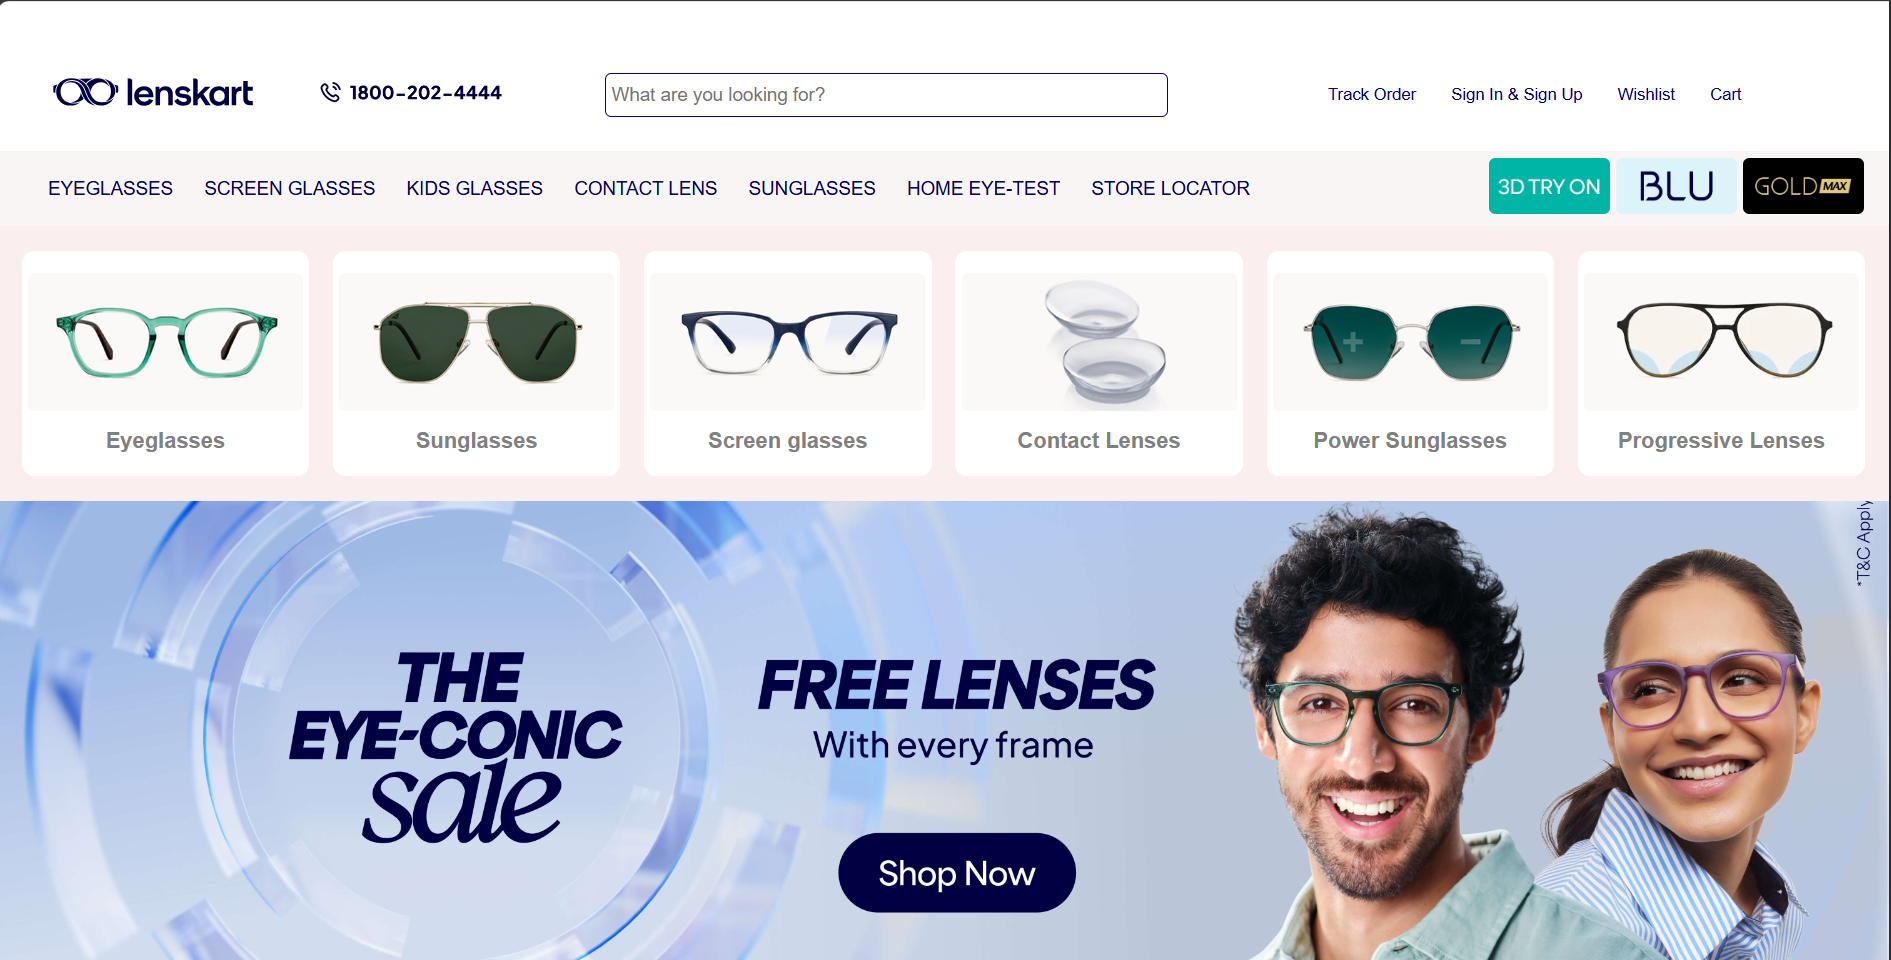 lenskart
1800-202-4444
What are you looking for?
Track Order
Sign In & Sign Up
Wishlist
Cart
EYEGLASSES
SCREEN GLASSES
KIDS GLASSES
CONTACT LENS
SUNGLASSES
HOME EYE-TEST
STORE LOCATOR
3D TRY ON
BLU
GOLD MAX
Eyeglasses
Sunglasses
Screen glasses
Contact Lenses
Power Sunglasses
Progressive Lenses
*T&C Apply
THE
EYE-CONIC
sale
FREE LENSES
With every frame
Shop Now